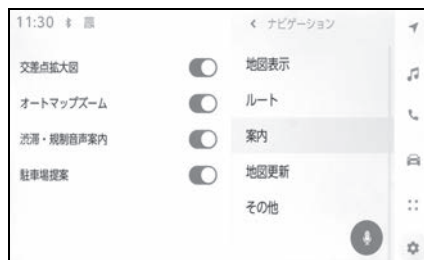 11:30
交差点拡大図
オートマップズーム
渋滞・規制音声案内
駐車場提案
< ナビゲーション
地図表示
ルート
案内
地図更新
その他